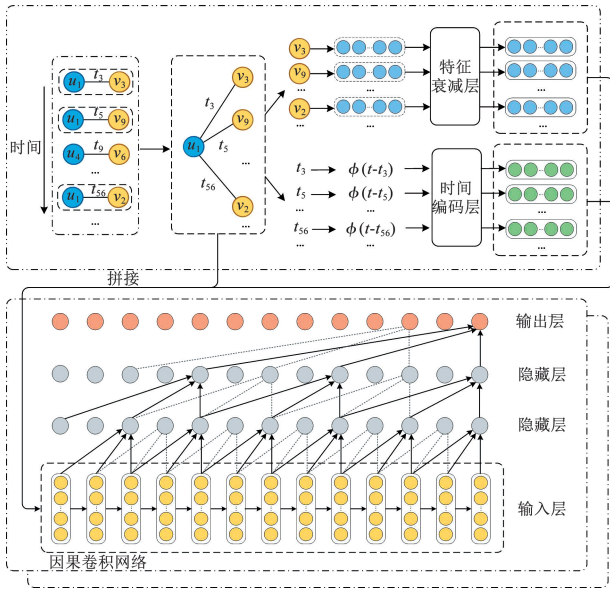 时间
u₁ t₃ v₃
u₁ t₅ v₉
...
u₄ t₉ v₆
...
u₁ t₅₆ v₂
...
u₁
t₃ v₃
t₅ v₉
...
t₅₆ v₂
...
v₃
v₉
...
v₂
...
特征
衰减层
...
...
t₃ ϕ(t-t₃)
t₅ ϕ(t-t₅)
... ...
t₅₆ ϕ(t-t₅₆)
... ...
时间
编码层
...
...
拼接
输出层
隐藏层
隐藏层
输入层
因果卷积网络